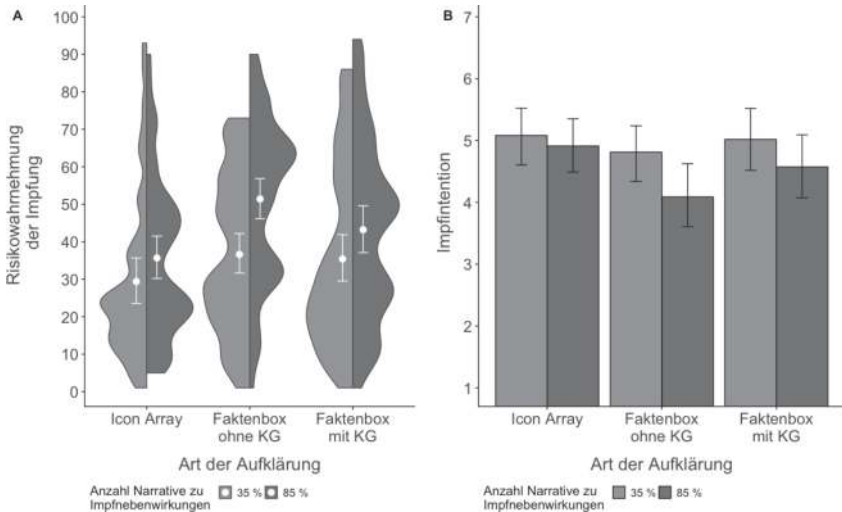 A
100
90
80
70
60
50
40
30
20
10
0
Risikowahrnehmung
der Impfung
Icon Array
Faktenbox
ohne KG
Faktenbox
mit KG
Art der Aufklärung
Anzahl Narrative zu
Impfnebenwirkungen
35 %
85 %
B
7
6
5
4
3
2
1
Impfintention
Icon Array
Faktenbox
ohne KG
Faktenbox
mit KG
Art der Aufklärung
Anzahl Narrative zu
Impfnebenwirkungen
35 %
85 %